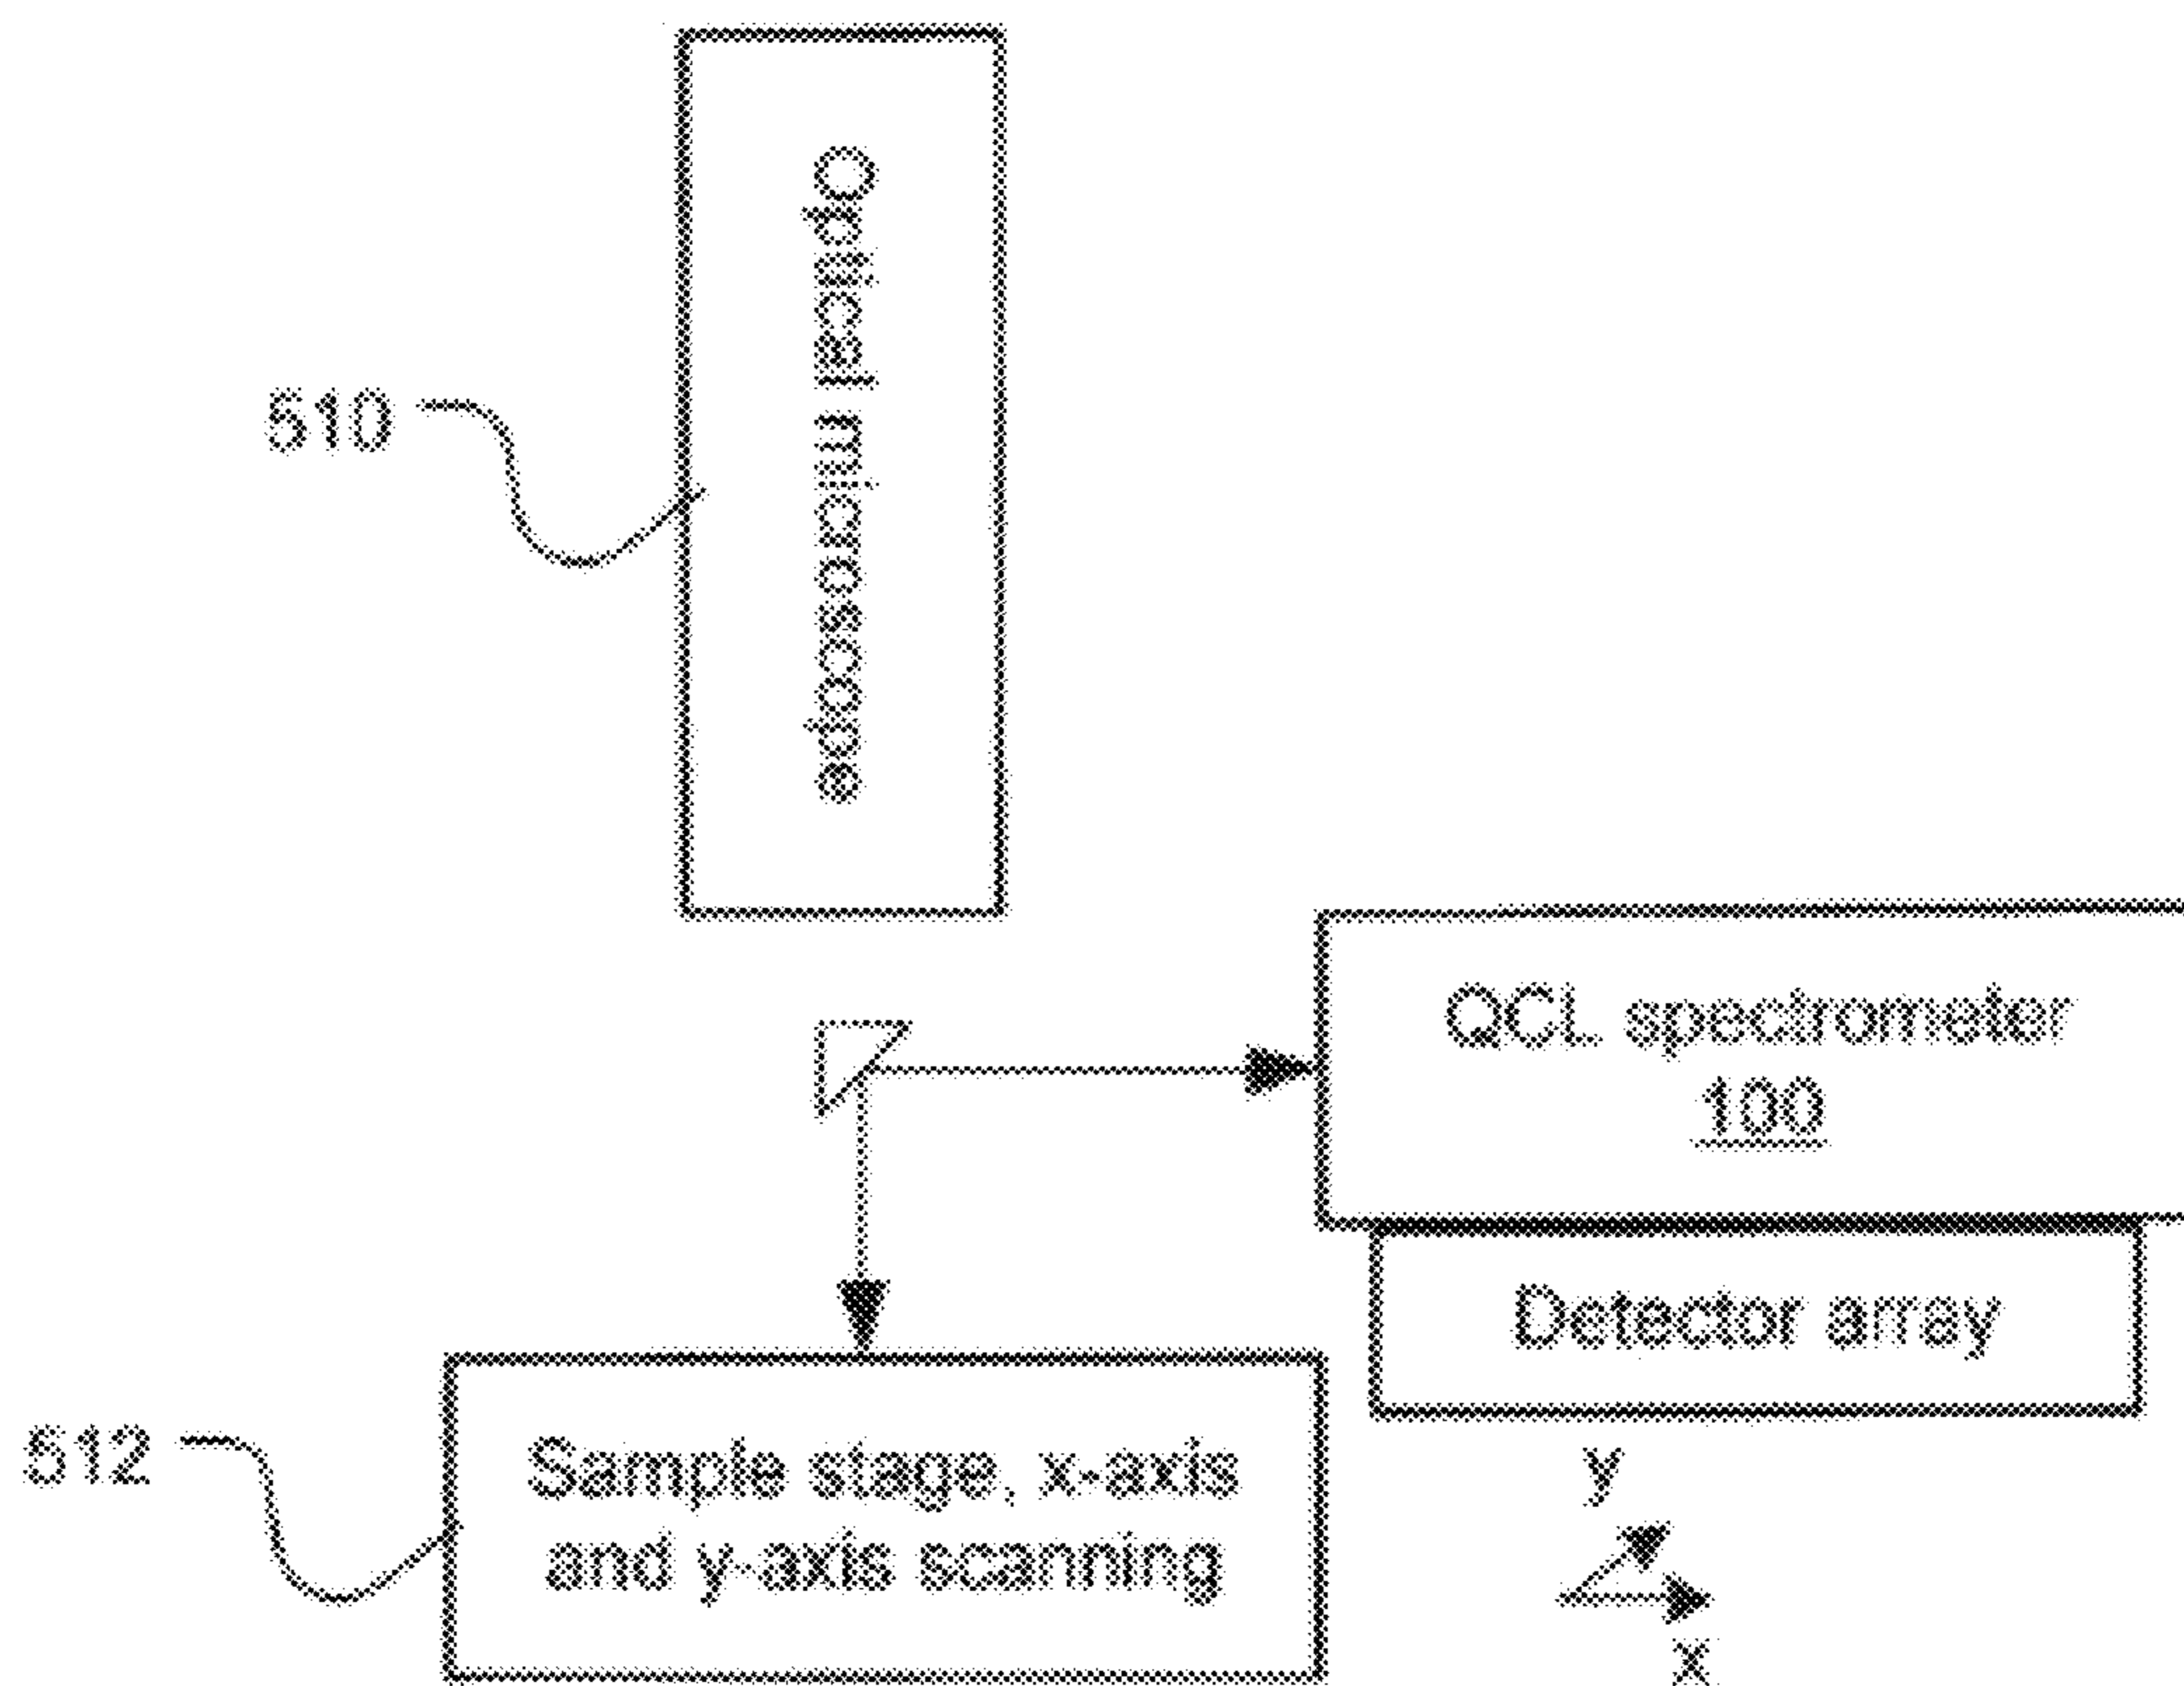 Optical microscope
510
QCL spectrometer
100
Detector array
512
Sample stage, x-axis
and y-axis scanning
y
x